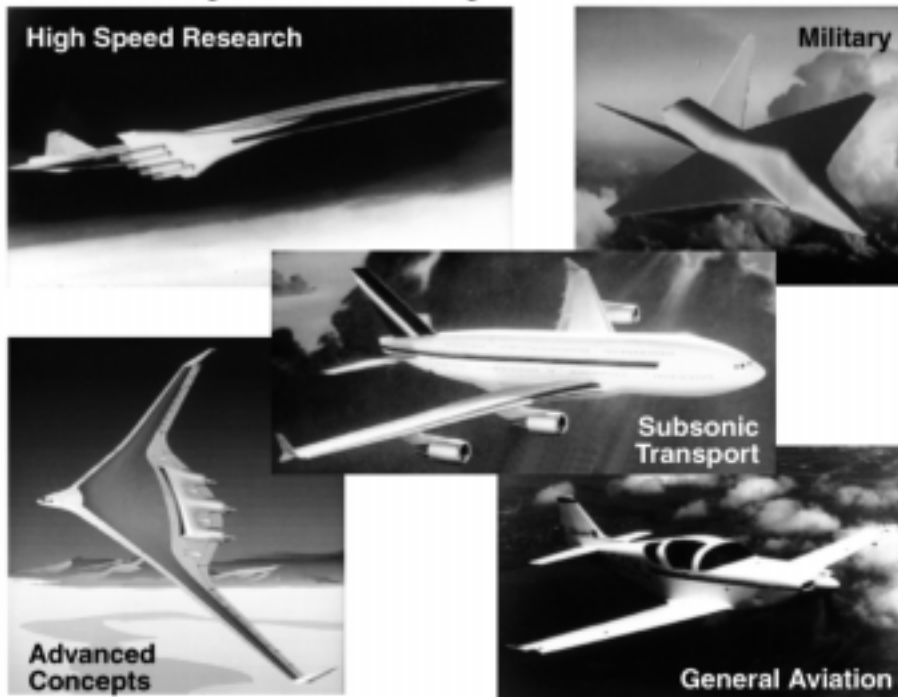 High Speed Research
Military
Subsonic
Transport
Advanced
Concepts
General Aviation